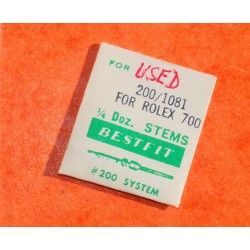 FOR USED
200/1081
FOR ROLEX 700
1/4 Doz. STEMS
BESTFIT
#200 SYSTEM